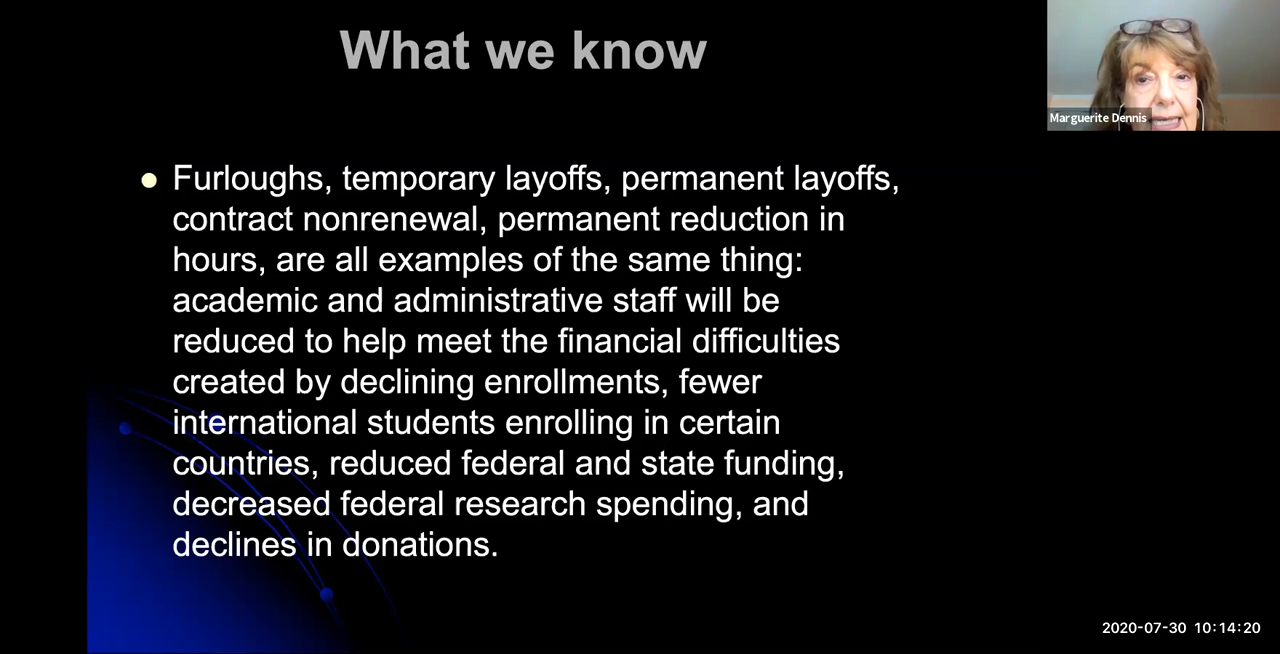 What we know
Marguerite Dennis
Furloughs, temporary layoffs, permanent layoffs,
contract nonrenewal, permanent reduction in
hours, are all examples of the same thing:
academic and administrative staff will be
reduced to help meet the financial difficulties
created by declining enrollments, fewer
international students enrolling in certain
countries, reduced federal and state funding,
decreased federal research spending, and
declines in donations.
2020-07-30 10:14:20